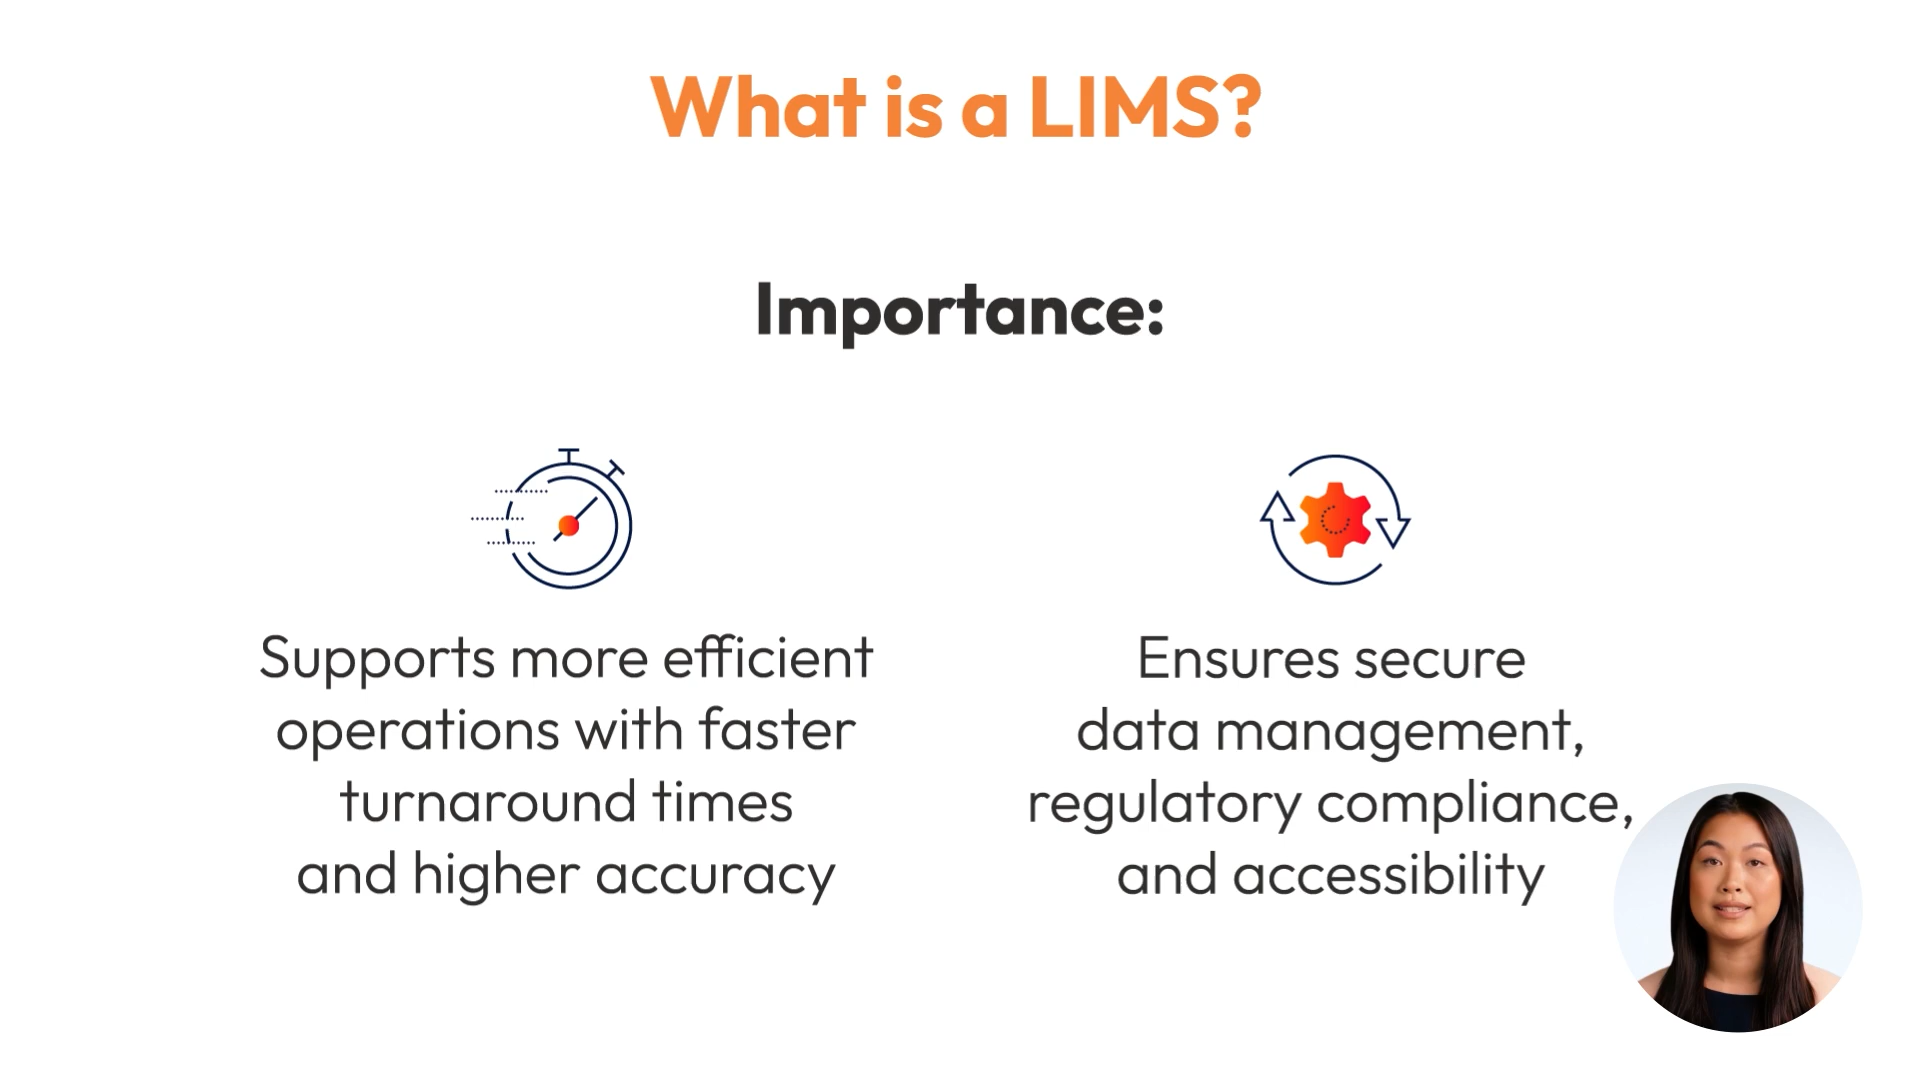 What is a LIMS?
Importance:
Supports more efficient
operations with faster
turnaround times
and higher accuracy
Ensures secure
data management,
regulatory compliance,
and accessibility